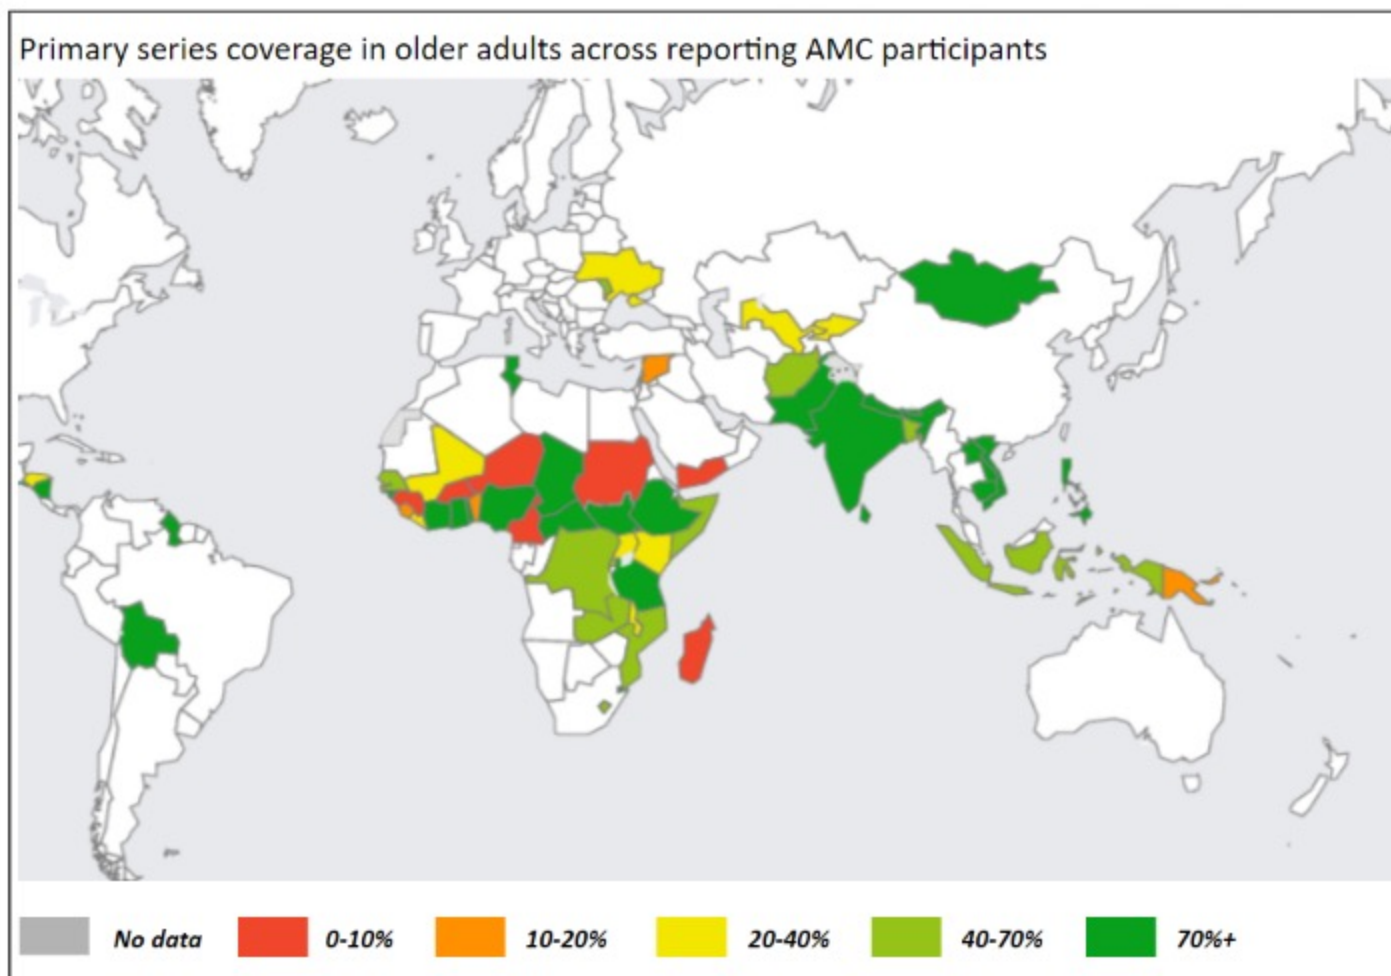 Primary series coverage in older adults across reporting AMC participants
No data 0-10% 10-20% 20-40% 40-70% 70%+